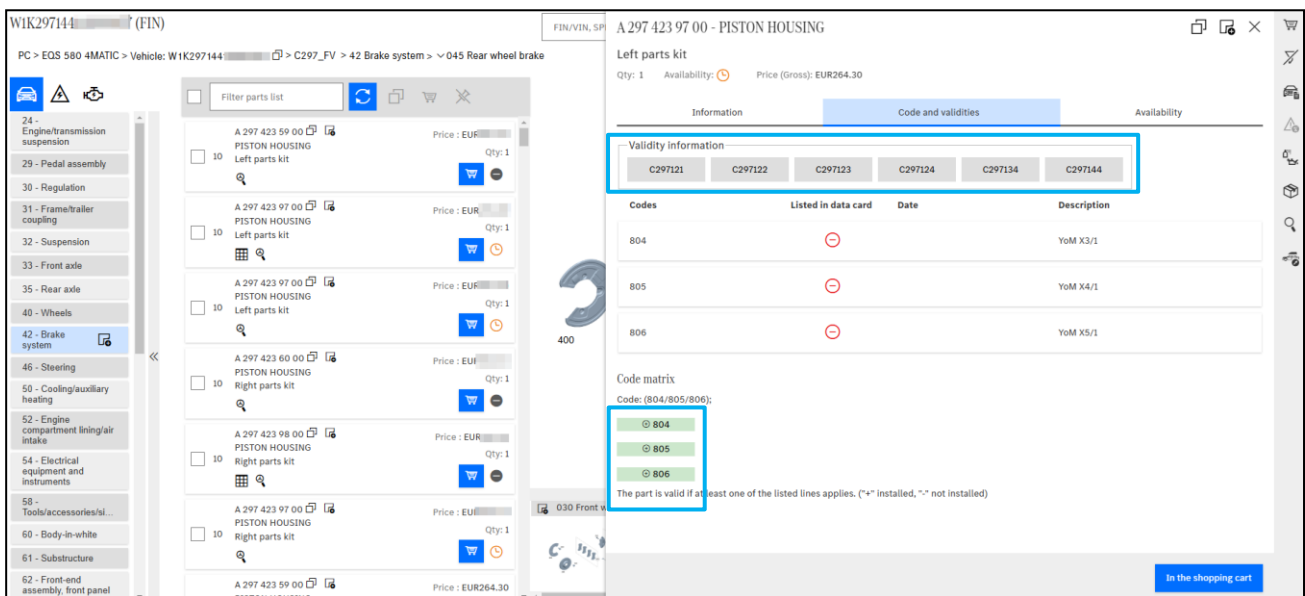 W1K297144 (FIN)
FIN/VIN, SP
PC > EQS 580 4MATIC > Vehicle: W1K297144 > C297_FV > 42 Brake system > 045 Rear wheel brake
24 -
Engine/transmission
suspension
29 - Pedal assembly
30 - Regulation
31 - Frame/trailer
coupling
32 - Suspension
33 - Front axle
35 - Rear axle
40 - Wheels
42 - Brake
system
46 - Steering
50 - Cooling/auxiliary
heating
52 - Engine
compartment lining/air
intake
54 - Electrical
equipment and
instruments
58 -
Tools/accessories/si...
60 - Body-in-white
61 - Substructure
62 - Front-end
assembly, front panel
Filter parts list
A 297 423 59 00
PISTON HOUSING
10 Left parts kit
Price : EUR
Qty: 1
A 297 423 97 00
PISTON HOUSING
10 Left parts kit
Price : EUR
Qty: 1
A 297 423 97 00
PISTON HOUSING
10 Left parts kit
Price : EUR
Qty: 1
A 297 423 60 00
PISTON HOUSING
10 Right parts kit
Price : EUR
Qty: 1
A 297 423 98 00
PISTON HOUSING
10 Right parts kit
Price : EUR
Qty: 1
A 297 423 97 00
PISTON HOUSING
10 Right parts kit
Price : EUR
Qty: 1
A 297 423 59 00
Price : EUR264.30
400
030 Front w
A 297 423 97 00 - PISTON HOUSING
Left parts kit
Qty: 1 Availability: Price (Gross): EUR264.30
Information Code and validities Availability
Validity information
C297121 C297122 C297123 C297124 C297134 C297144
Codes Listed in data card Date Description
804 YoM X3/1
805 YoM X4/1
806 YoM X5/1
Code matrix
Code: (804/805/806);
804
805
806
The part is valid if at least one of the listed lines applies. ("+" installed, "-" not installed)
In the shopping cart